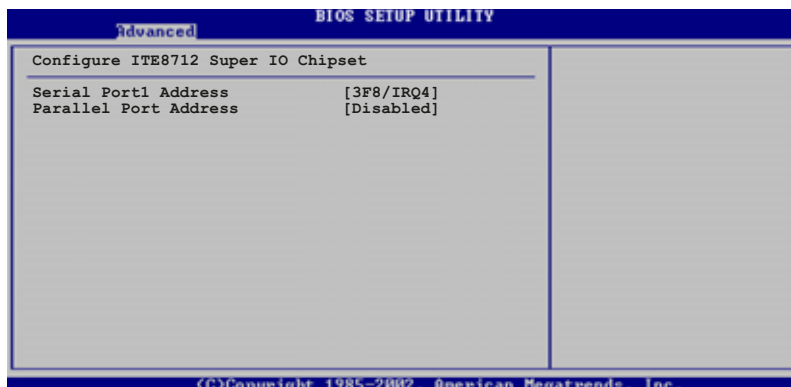 BIOS SETUP UTILITY
Advanced
Configure ITE8712 Super IO Chipset
Serial Port1 Address [3F8/IRQ4]
Parallel Port Address [Disabled]
(C)Copyright 1985-2002, American Megatrends, Inc.